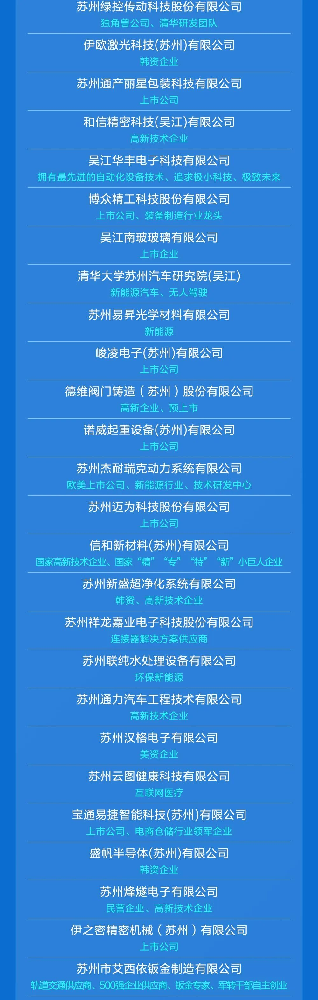 苏州绿控传动科技股份有限公司
独角兽公司、清华研发团队
伊欧激光科技(苏州)有限公司
韩资企业
苏州通产丽星包装科技有限公司
上市公司
和信精密科技(吴江)有限公司
高新技术企业
吴江华丰电子科技有限公司
拥有最先进的自动化设备技术、追求极小科技、极致未来
博众精工科技股份有限公司
上市公司、装备制造行业龙头
吴江南玻玻璃有限公司
上市企业
清华大学苏州汽车研究院(吴江)
新能源汽车、无人驾驶
苏州易昇光学材料有限公司
新能源
峻凌电子(苏州)有限公司
上市公司
德维阀门铸造（苏州）股份有限公司
高新企业、预上市
诺威起重设备(苏州)有限公司
上市公司
苏州杰耐瑞克动力系统有限公司
欧美上市公司、新能源行业、技术研发中心
苏州迈为科技股份有限公司
上市公司
信和新材料(苏州)有限公司
国家高新技术企业、国家“精”“专”“特”“新”小巨人企业
苏州新盛超净化系统有限公司
韩资、高新技术企业
苏州祥龙嘉业电子科技股份有限公司
连接器解决方案供应商
苏州联纯水处理设备有限公司
环保新能源
苏州通力汽车工程技术有限公司
高新技术企业
苏州汉格电子有限公司
美资企业
苏州云图健康科技有限公司
互联网医疗
宝通易捷智能科技(苏州)有限公司
上市公司、电商仓储行业领军企业
盛帆半导体(苏州)有限公司
韩资企业
苏州烽燧电子有限公司
民营企业、高新技术企业
伊之密精密机械（苏州）有限公司
上市公司
苏州市艾西依钣金制造有限公司
轨道交通供应商、500强企业供应商、钣金专家、军转干部自主创业